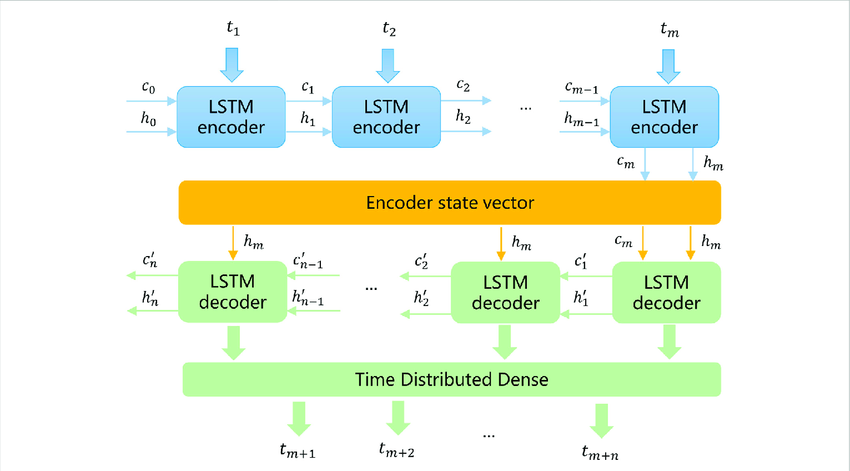 t₁ t₂ tₘ
c₀ c₁ c₂ cₘ₋₁
LSTM encoder LSTM encoder ... LSTM encoder
h₀ h₁ h₂ hₘ₋₁
cₘ hₘ
Encoder state vector
hₘ hₘ cₘ hₘ
c′ₙ c′ₙ₋₁ c′₂ c′₁
LSTM decoder ... LSTM decoder LSTM decoder
h′ₙ h′ₙ₋₁ h′₂ h′₁
Time Distributed Dense
tₘ₊₁ tₘ₊₂ ... tₘ₊ₙ